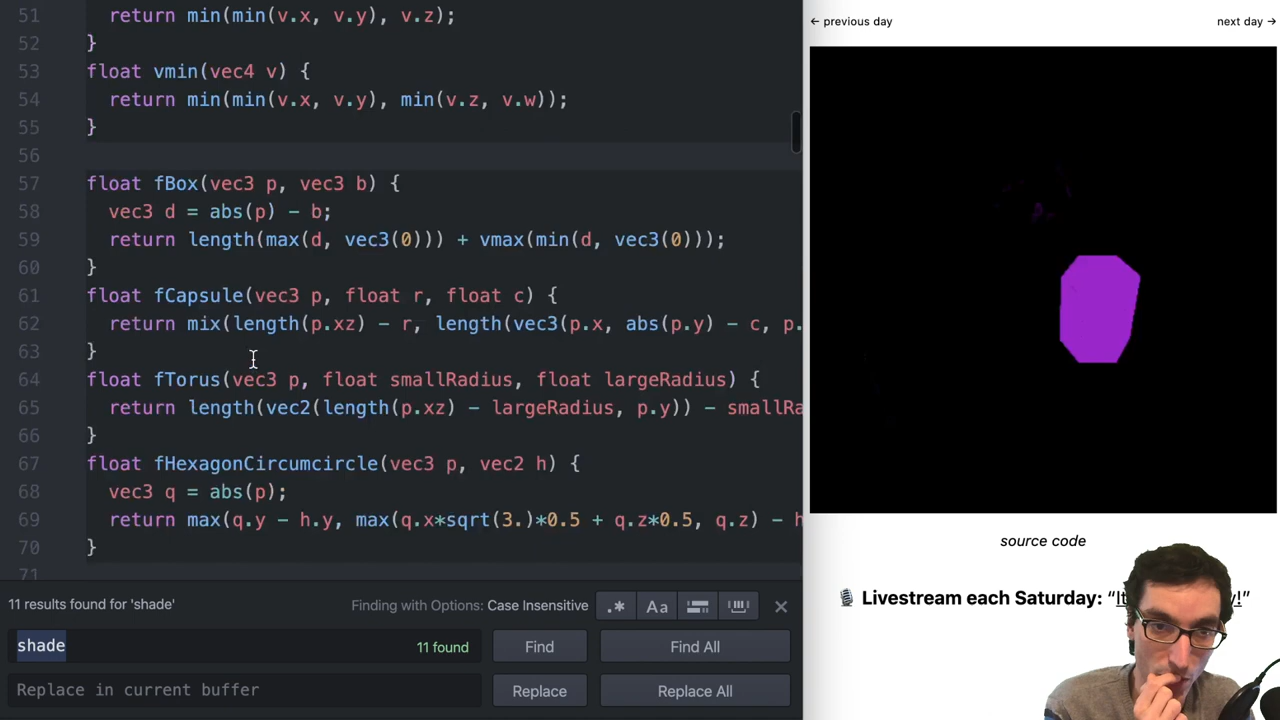 51 return min(min(v.x, v.y), v.z);
52 }
53 float vmin(vec4 v) {
54 return min(min(v.x, v.y), min(v.z, v.w));
55 }
56
57 float fBox(vec3 p, vec3 b) {
58 vec3 d = abs(p) - b;
59 return length(max(d, vec3(0))) + vmax(min(d, vec3(0)));
60 }
61 float fCapsule(vec3 p, float r, float c) {
62 return mix(length(p.xz) - r, length(vec3(p.x, abs(p.y) - c, p.
63 }
64 float fTorus(vec3 p, float smallRadius, float largeRadius) {
65 return length(vec2(length(p.xz) - largeRadius, p.y)) - smallRa
66 }
67 float fHexagonCircumcircle(vec3 p, vec2 h) {
68 vec3 q = abs(p);
69 return max(q.y - h.y, max(q.x*sqrt(3.)*0.5 + q.z*0.5, q.z) - h
70 }
71
11 results found for 'shade' Finding with Options: Case Insensitive .* Aa
shade 11 found Find Find All
Replace in current buffer Replace Replace All
← previous day next day →
source code
🎙 Livestream each Saturday: “It y!”